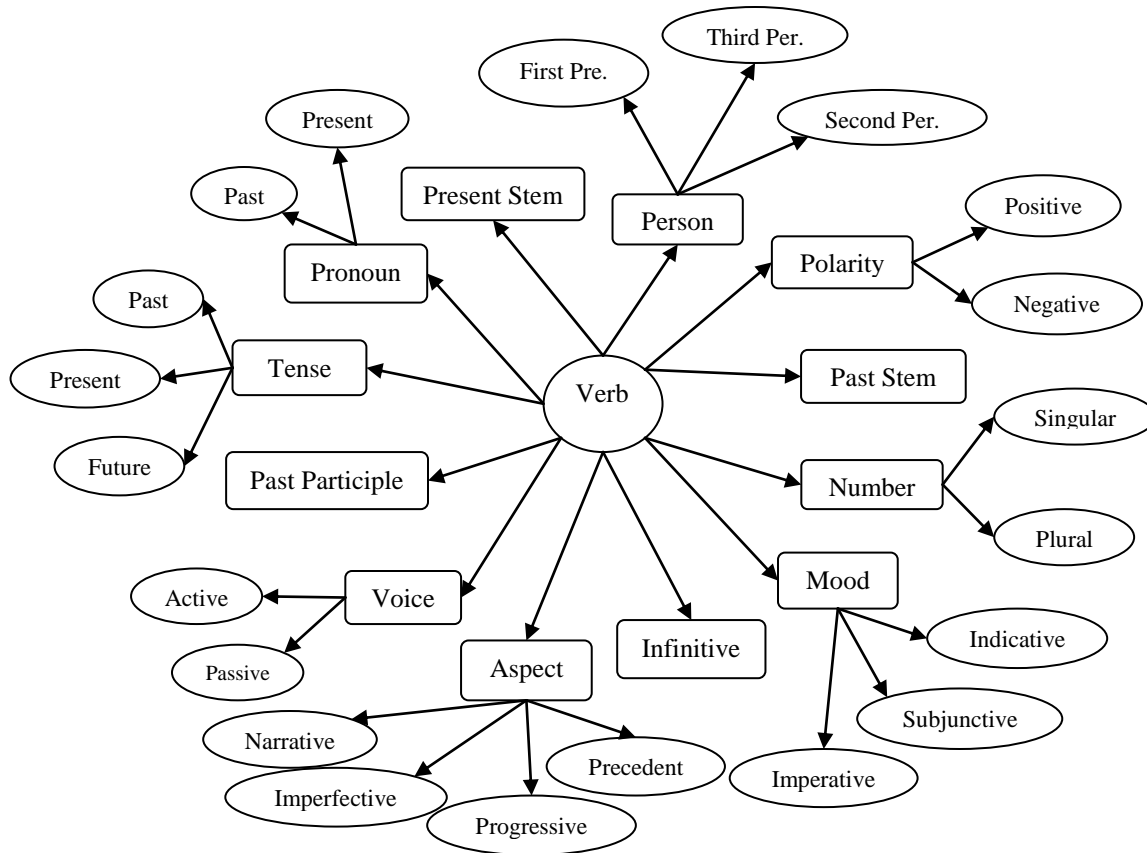 Third Per.
First Pre.
Present
Second Per.
Past
Present Stem
Person
Positive
Pronoun
Polarity
Past
Negative
Tense
Present
Verb
Past Stem
Singular
Future
Past Participle
Number
Plural
Mood
Active
Voice
Indicative
Infinitive
Passive
Aspect
Subjunctive
Narrative
Precedent
Imperative
Imperfective
Progressive